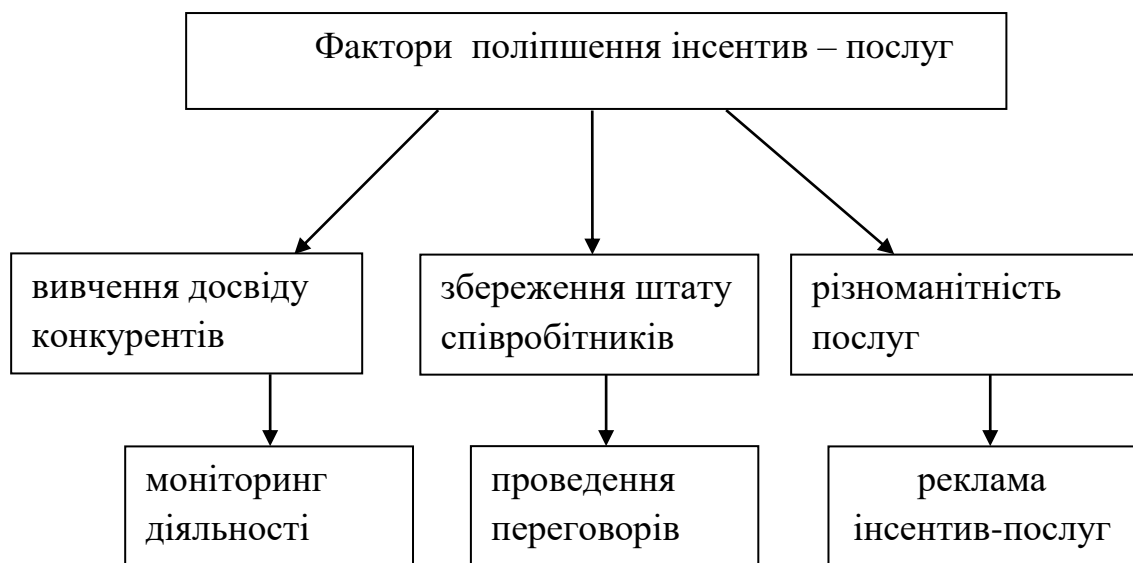 Фактори поліпшення інсентив – послуг
вивчення досвіду
конкурентів
збереження штату
співробітників
різноманітність
послуг
моніторинг
діяльності
проведення
переговорів
реклама
інсентив-послуг